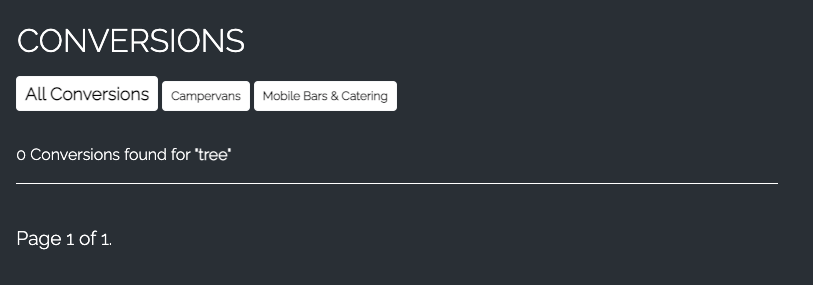 CONVERSIONS
All Conversions Campervans Mobile Bars & Catering
0 Conversions found for "tree"
Page 1 of 1.